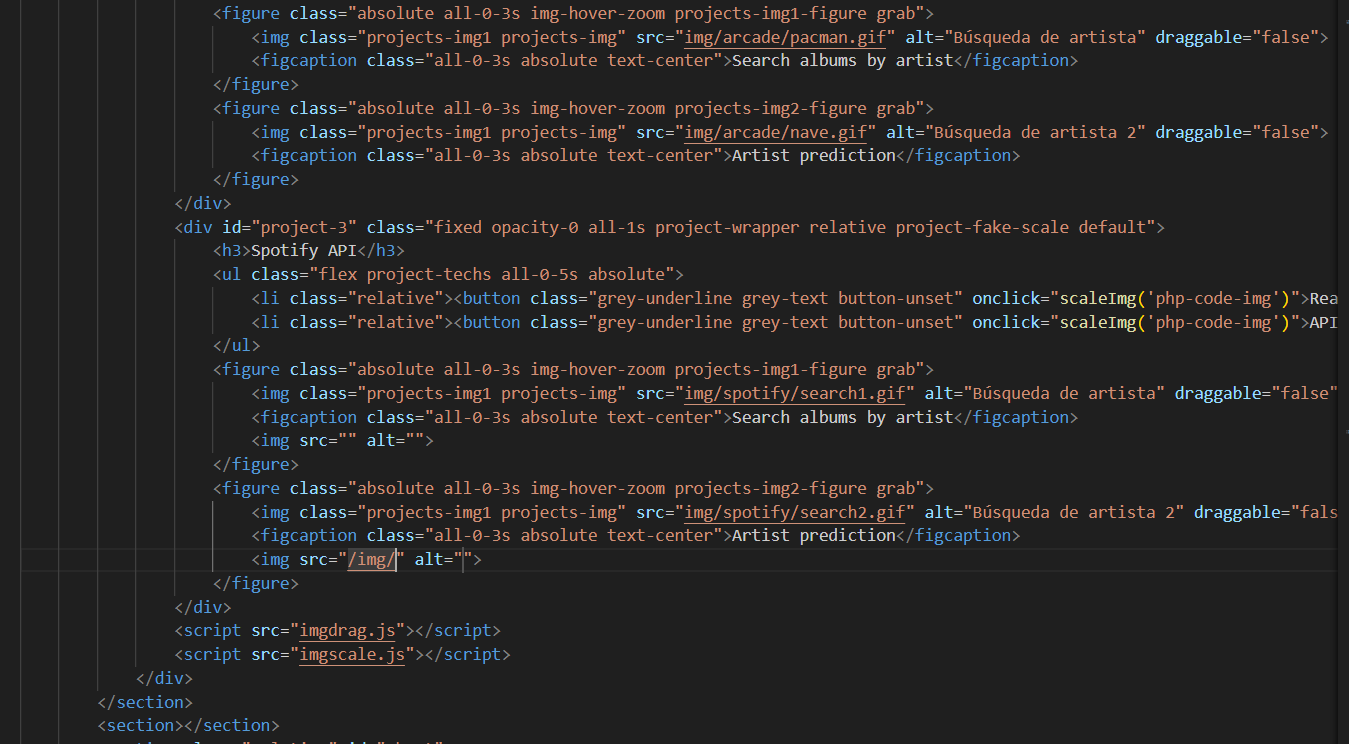 <figure class="absolute all-0-3s img-hover-zoom projects-img1-figure grab">
<img class="projects-img1 projects-img" src="img/arcade/pacman.gif" alt="Búsqueda de artista" draggable="false">
<figcaption class="all-0-3s absolute text-center">Search albums by artist</figcaption>
</figure>
<figure class="absolute all-0-3s img-hover-zoom projects-img2-figure grab">
<img class="projects-img1 projects-img" src="img/arcade/nave.gif" alt="Búsqueda de artista 2" draggable="false">
<figcaption class="all-0-3s absolute text-center">Artist prediction</figcaption>
</figure>
</div>
<div id="project-3" class="fixed opacity-0 all-1s project-wrapper relative project-fake-scale default">
<h3>Spotify API</h3>
<ul class="flex project-techs all-0-5s absolute">
<li class="relative"><button class="grey-underline grey-text button-unset" onclick="scaleImg('php-code-img')">Rea
<li class="relative"><button class="grey-underline grey-text button-unset" onclick="scaleImg('php-code-img')">API
</ul>
<figure class="absolute all-0-3s img-hover-zoom projects-img1-figure grab">
<img class="projects-img1 projects-img" src="img/spotify/search1.gif" alt="Búsqueda de artista" draggable="false"
<figcaption class="all-0-3s absolute text-center">Search albums by artist</figcaption>
<img src="" alt="">
</figure>
<figure class="absolute all-0-3s img-hover-zoom projects-img2-figure grab">
<img class="projects-img1 projects-img" src="img/spotify/search2.gif" alt="Búsqueda de artista 2" draggable="fals
<figcaption class="all-0-3s absolute text-center">Artist prediction</figcaption>
<img src="/img/" alt="">
</figure>
</div>
<script src="imgdrag.js"></script>
<script src="imgscale.js"></script>
</div>
</section>
<section></section>